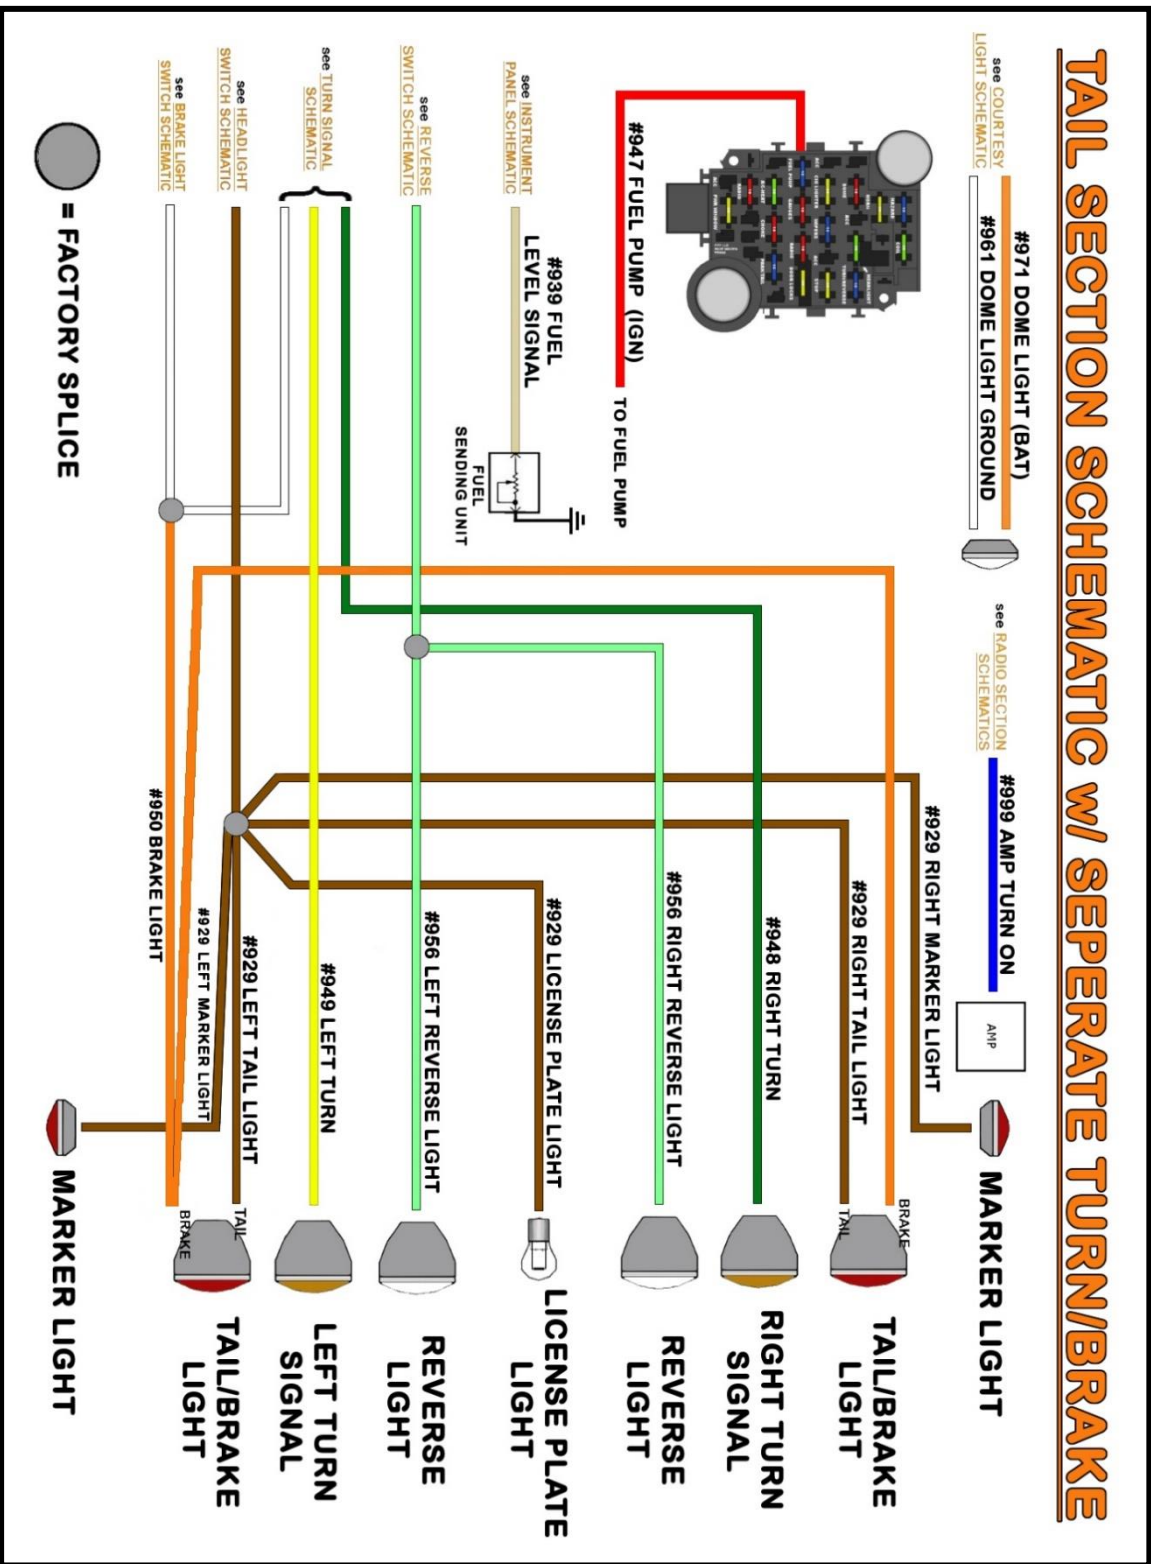 TAIL SECTION SCHEMATIC W/ SEPERATE TURN/BRAKE
see COURTESY
LIGHT SCHEMATIC
#971 DOME LIGHT (BAT)
#961 DOME LIGHT GROUND
see RADIO SECTION
SCHEMATICS
#999 AMP TURN ON
AMP
MARKER LIGHT
#929 RIGHT MARKER LIGHT
BRAKE
TAIL
TAIL/BRAKE
LIGHT
#929 RIGHT TAIL LIGHT
#948 RIGHT TURN
RIGHT TURN
SIGNAL
#947 FUEL PUMP (IGN)
TO FUEL PUMP
#956 RIGHT REVERSE LIGHT
REVERSE
LIGHT
see INSTRUMENT
PANEL SCHEMATIC
#939 FUEL
LEVEL SIGNAL
FUEL
SENDING UNIT
#929 LICENSE PLATE LIGHT
LICENSE PLATE
LIGHT
see REVERSE
SWITCH SCHEMATIC
#956 LEFT REVERSE LIGHT
REVERSE
LIGHT
see TURN SIGNAL
SCHEMATIC
#949 LEFT TURN
LEFT TURN
SIGNAL
see HEADLIGHT
SWITCH SCHEMATIC
#929 LEFT TAIL LIGHT
TAIL
BRAKE
TAIL/BRAKE
LIGHT
#929 LEFT MARKER LIGHT
see BRAKE LIGHT
SWITCH SCHEMATIC
#950 BRAKE LIGHT
= FACTORY SPLICE
MARKER LIGHT